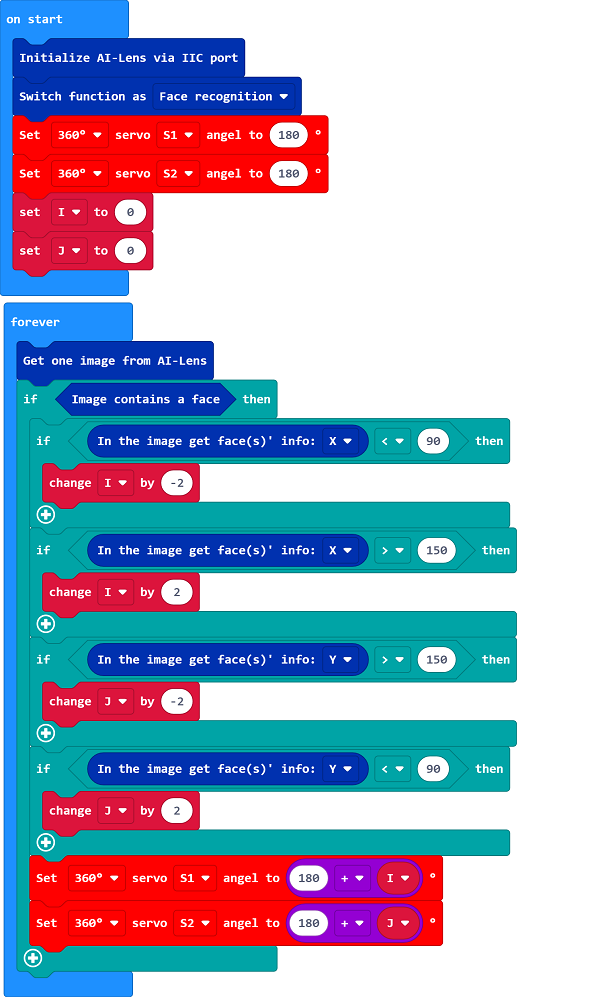 on start
Initialize AI-Lens via IIC port
Switch function as Face recognition
Set 360° servo S1 angel to 180 °
Set 360° servo S2 angel to 180 °
set I to 0
set J to 0
forever
Get one image from AI-Lens
if Image contains a face then
if In the image get face(s)' info: X < 90 then
change I by -2
if In the image get face(s)' info: X > 150 then
change I by 2
if In the image get face(s)' info: Y > 150 then
change J by -2
if In the image get face(s)' info: Y < 90 then
change J by 2
Set 360° servo S1 angel to 180 + I °
Set 360° servo S2 angel to 180 + J °